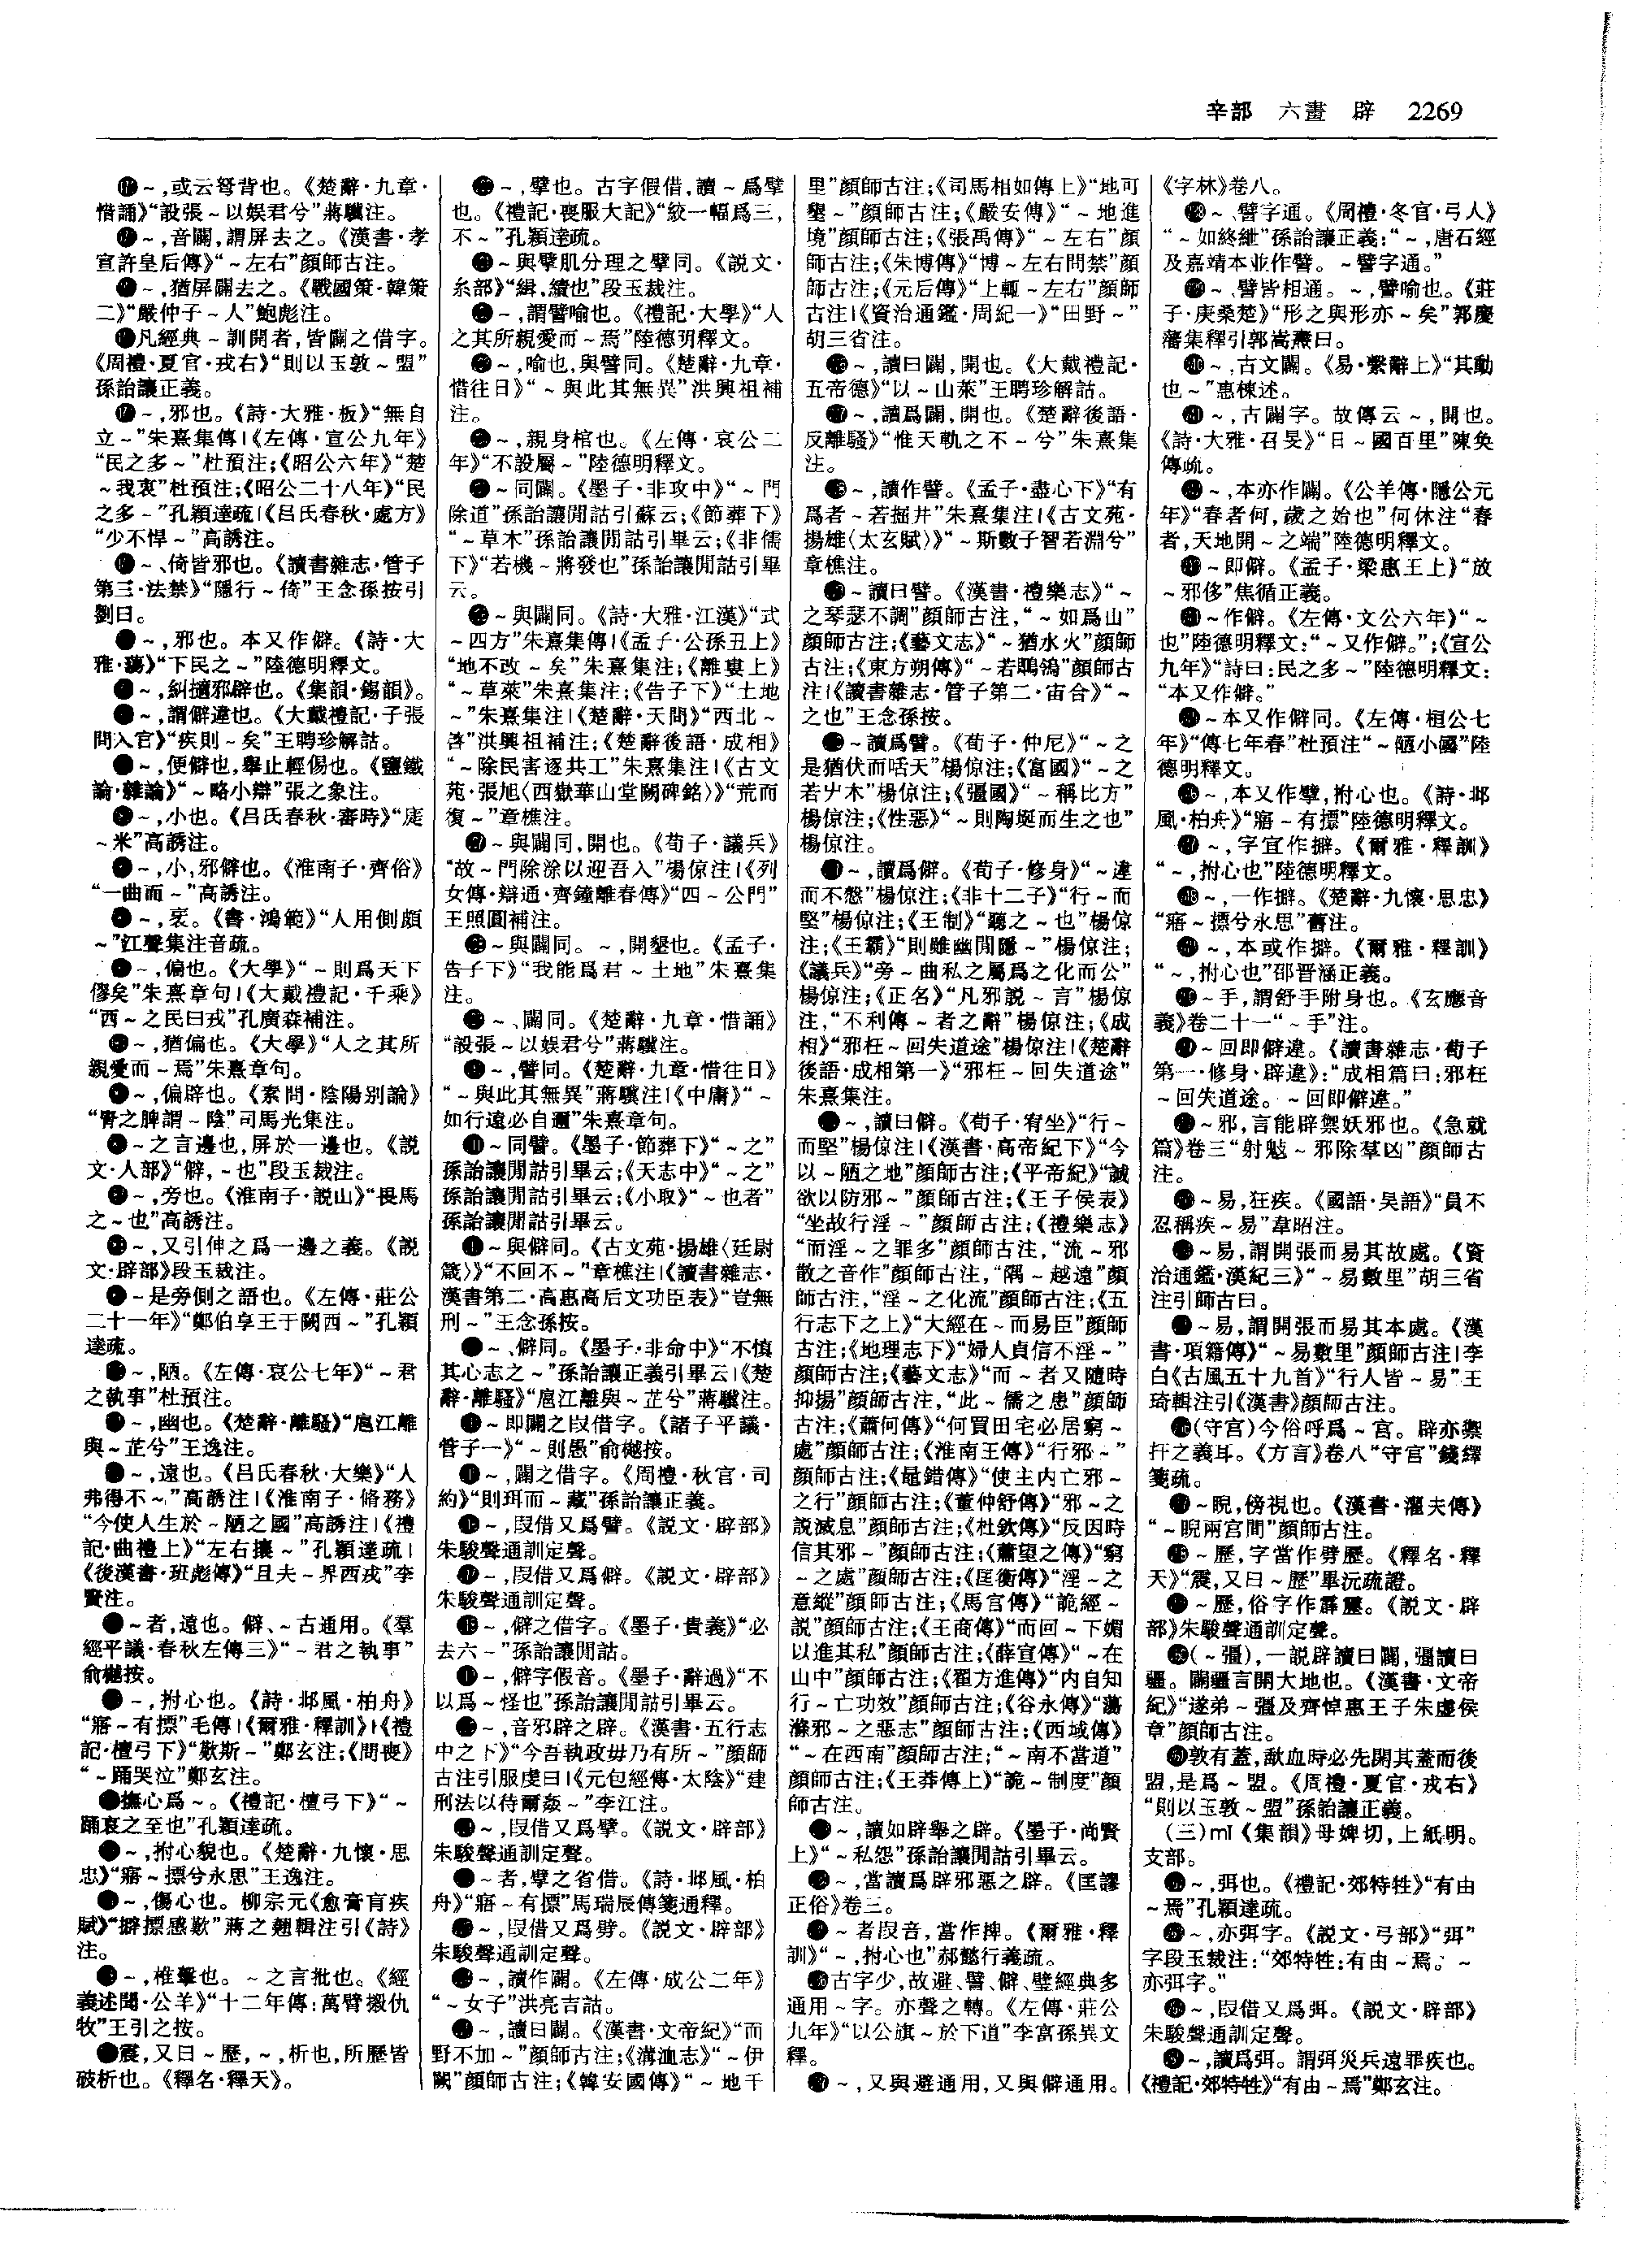 辛部　六畫　辟　2269
～,或云弩背也。《楚辭·九章·
惜誦》“設張～以娛君兮”蔣驥注。
～,音闢,謂屏去之。《漢書·孝
宣許皇后傳》“～左右”顏師古注。
～,猶屏闢去之。《戰國策·韓策
二》“嚴仲子～人”鮑彪注。
凡經典～訓開者,皆闢之借字。
《周禮·夏官·戎右》“則以玉敦～盟”
孫詒讓正義。
～,邪也。《詩·大雅·板》“無自
立～”朱熹集傳|《左傳·宣公九年》
“民之多～”杜預注;《昭公六年》“楚
～我衷”杜預注;《昭公二十八年》“民
之多～”孔穎達疏|《吕氏春秋·處方》
“少不悍～”高誘注。
～、倚皆邪也。《讀書雜志·管子
第三·法禁》“隱行～倚”王念孫按引
劉曰。
～,邪也。本又作僻。《詩·大
雅·蕩》“下民之～”陸德明釋文。
～,糾擿邪辟也。《集韻·錫韻》。
～,謂僻違也。《大戴禮記·子張
問入官》“疾則～矣”王聘珍解詁。
～,便僻也,舉止輕傷也。《鹽鐵
論·雜論》“～略小辯”張之象注。
～,小也。《吕氏春秋·審時》“庬
～米”高誘注。
～,小,邪僻也。《淮南子·齊俗》
“一曲而～”高誘注。
～,衺。《書·鴻範》“人用側頗
～”江聲集注音疏。
～,偏也。《大學》“～則爲天下
僇矣”朱熹章句|《大戴禮記·千乘》
“西～之民曰戎”孔廣森補注。
～,猶偏也。《大學》“人之其所
親愛而～焉”朱熹章句。
～,偏辟也。《素問·陰陽别論》
“腎之脾謂～陰”司馬光集注。
～之言邊也,屏於一邊也。《説
文·人部》“僻,～也”段玉裁注。
～,旁也。《淮南子·説山》“畏馬
之～也”高誘注。
～,又引伸之爲一邊之義。《説
文·辟部》段玉裁注。
～是旁側之語也。《左傳·莊公
二十一年》“鄭伯享王于闕西～”孔穎
達疏。
～,陋。《左傳·哀公七年》“～君
之執事”杜預注。
～,幽也。《楚辭·離騷》“扈江離
與～芷兮”王逸注。
～,遠也。《吕氏春秋·大樂》“人
弗得不～”高誘注|《淮南子·脩務》
“今使人生於～陋之國”高誘注|《禮
記·曲禮上》“左右攘～”孔穎達疏|
《後漢書·班彪傳》“且夫～界西戎”李
賢注。
～者,遠也。僻、～古通用。《羣
經平議·春秋左傳三》“～君之執事”
俞樾按。
～,拊心也。《詩·邶風·柏舟》
“寤～有摽”毛傳|《爾雅·釋訓》|《禮
記·檀弓下》“歎斯～”鄭玄注;《問喪》
“～踊哭泣”鄭玄注。
撫心爲～。《禮記·檀弓下》“～
踊哀之至也”孔穎達疏。
～,拊心貌也。《楚辭·九懷·思
忠》“寤～摽兮永思”王逸注。
～,傷心也。柳宗元《愈膏肓疾
賦》“擗摽感歎”蔣之翹輯注引《詩》
注。
～,椎擊也。～之言批也。《經
義述聞·公羊》“十二年傳:萬臂摋仇
牧”王引之按。
震,又曰～歷,～,析也,所歷皆
破析也。《釋名·釋天》。
～,擘也。古字假借,讀～爲擘
也。《禮記·喪服大記》“絞一幅爲三,
不～”孔穎達疏。
～與擘肌分理之擘同。《説文·
糸部》“緝,績也”段玉裁注。
～,謂譬喻也。《禮記·大學》“人
之其所親愛而～焉”陸德明釋文。
～,喻也,與譬同。《楚辭·九章·
惜往日》“～與此其無異”洪興祖補
注。
～,親身棺也。《左傳·哀公二
年》“不設屬～”陸德明釋文。
～同闢。《墨子·非攻中》“～門
除道”孫詒讓閒詁引蘇云;《節葬下》
“～草木”孫詒讓閒詁引畢云;《非儒
下》“若機～將發也”孫詒讓閒詁引畢
云。
～與闢同。《詩·大雅·江漢》“式
～四方”朱熹集傳|《孟子·公孫丑上》
“地不改～矣”朱熹集注;《離婁上》
“～草萊”朱熹集注;《告子下》“土地
～”朱熹集注|《楚辭·天問》“西北～
啓”洪興祖補注;《楚辭後語·成相》
“～除民害逐共工”朱熹集注|《古文
苑·張旭〈西嶽華山堂闕碑銘〉》“荒而
復～”章樵注。
～與闢同,開也。《荀子·議兵》
“故～門除涂以迎吾入”楊倞注|《列
女傳·辯通·齊鐘離春傳》“四～公門”
王照圓補注。
～與闢同。～,開墾也。《孟子·
告子下》“我能爲君～土地”朱熹集
注。
～、闢同。《楚辭·九章·惜誦》
“設張～以娛君兮”蔣驥注。
～,譬同。《楚辭·九章·惜往日》
“～與此其無異”蔣驥注|《中庸》“～
如行遠必自邇”朱熹章句。
～同譬。《墨子·節葬下》“～之”
孫詒讓閒詁引畢云;《天志中》“～之”
孫詒讓閒詁引畢云;《小取》“～也者”
孫詒讓閒詁引畢云。
～與僻同。《古文苑·揚雄〈廷尉
箴〉》“不回不～”章樵注|《讀書雜志·
漢書第二·高惠高后文功臣表》“豈無
刑～”王念孫按。
～、僻同。《墨子·非命中》“不慎
其心志之～”孫詒讓正義引畢云|《楚
辭·離騷》“扈江離與～芷兮”蔣驥注。
～即闢之叚借字。《諸子平議·
管子一》“～則愚”俞樾按。
～,闢之借字。《周禮·秋官·司
約》“則珥而～藏”孫詒讓正義。
～,叚借又爲譬。《説文·辟部》
朱駿聲通訓定聲。
～,叚借又爲僻。《説文·辟部》
朱駿聲通訓定聲。
～,僻之借字。《墨子·貴義》“必
去六～”孫詒讓閒詁。
～,僻字假音。《墨子·辭過》“不
以爲～怪也”孫詒讓閒詁引畢云。
～,音邪辟之辟。《漢書·五行志
中之下》“今吾執政毋乃有所～”顏師
古注引服虔曰|《元包經傳·太陰》“建
刑法以待爾姦～”李江注。
～,叚借又爲擘。《説文·辟部》
朱駿聲通訓定聲。
～者,擘之省借。《詩·邶風·柏
舟》“寤～有摽”馬瑞辰傳箋通釋。
～,叚借又爲劈。《説文·辟部》
朱駿聲通訓定聲。
～,讀作闢。《左傳·成公二年》
“～女子”洪亮吉詁。
～,讀曰闢。《漢書·文帝紀》“而
野不加～”顏師古注;《溝洫志》“～伊
闕”顏師古注;《韓安國傳》“～地千
里”顏師古注;《司馬相如傳上》“地可
墾～”顏師古注;《嚴安傳》“～地進
境”顏師古注;《張禹傳》“～左右”顏
師古注;《朱博傳》“博～左右問禁”顏
師古注;《元后傳》“上輒～左右”顏師
古注|《資治通鑑·周紀一》“田野～”
胡三省注。
～,讀曰闢,開也。《大戴禮記·
五帝德》“以～山萊”王聘珍解詁。
～,讀爲闢,開也。《楚辭後語·
反離騷》“惟天軌之不～兮”朱熹集
注。
～,讀作譬。《孟子·盡心下》“有
爲者～若掘井”朱熹集注|《古文苑·
揚雄〈太玄賦〉》“～斯數子智若淵兮”
章樵注。
～讀曰譬。《漢書·禮樂志》“～
之琴瑟不調”顏師古注,“～如爲山”
顏師古注;《藝文志》“～猶水火”顏師
古注;《東方朔傳》“～若鵰鴒”顏師古
注|《讀書雜志·管子第二·宙合》“～
之也”王念孫按。
～讀爲譬。《荀子·仲尼》“～之
是猶伏而咶天”楊倞注;《富國》“～之
若屮木”楊倞注;《彊國》“～稱比方”
楊倞注;《性惡》“～則陶埏而生之也”
楊倞注。
～,讀爲僻。《荀子·修身》“～違
而不慤”楊倞注;《非十二子》“行～而
堅”楊倞注;《王制》“聽之～也”楊倞
注;《王霸》“則雖幽閒隱～”楊倞注;
《議兵》“旁～曲私之屬爲之化而公”
楊倞注;《正名》“凡邪説～言”楊倞
注,“不利傳～者之辭”楊倞注;《成
相》“邪枉～回失道途”楊倞注|《楚辭
後語·成相第一》“邪枉～回失道途”
朱熹集注。
～,讀曰僻。《荀子·宥坐》“行～
而堅”楊倞注|《漢書·高帝紀下》“今
以～陋之地”顏師古注;《平帝紀》“誠
欲以防邪～”顏師古注;《王子侯表》
“坐故行淫～”顏師古注;《禮樂志》
“而淫～之罪多”顏師古注,“流～邪
散之音作”顏師古注,“隅～越遠”顏
師古注,“淫～之化流”顏師古注;《五
行志下之上》“大經在～而易臣”顏師
古注;《地理志下》“婦人貞信不淫～”
顏師古注;《藝文志》“而～者又隨時
抑揚”顏師古注,“此～儒之患”顏師
古注;《蕭何傳》“何買田宅必居窮～
處”顏師古注;《淮南王傳》“行邪～”
顏師古注;《鼂錯傳》“使主内亡邪～
之行”顏師古注;《董仲舒傳》“邪～之
説滅息”顏師古注;《杜欽傳》“反因時
信其邪～”顏師古注;《蕭望之傳》“窮
～之處”顏師古注;《匡衡傳》“淫～之
意縱”顏師古注;《馬宫傳》“詭經～
説”顏師古注;《王商傳》“而回～下媚
以進其私”顏師古注;《薛宣傳》“～在
山中”顏師古注;《翟方進傳》“内自知
行～亡功效”顏師古注;《谷永傳》“蕩
滌邪～之惡志”顏師古注;《西域傳》
“～在西南”顏師古注;“～南不當道”
顏師古注;《王莽傳上》“詭～制度”顏
師古注。
～,讀如辟舉之辟。《墨子·尚賢
上》“～私怨”孫詒讓閒詁引畢云。
～,當讀爲辟邪惡之辟。《匡謬
正俗》卷三。
～者叚音,當作捭。《爾雅·釋
訓》“～,拊心也”郝懿行義疏。
古字少,故避、譬、僻、璧經典多
通用～字。亦聲之轉。《左傳·莊公
九年》“以公旗～於下道”李富孫異文
釋。
～,又與避通用,又與僻通用。
《字林》卷八。
～、譬字通。《周禮·冬官·弓人》
“～如終紲”孫詒讓正義:“～,唐石經
及嘉靖本並作譬。～譬字通。”
～、譬皆相通。～,譬喻也。《莊
子·庚桑楚》“形之與形亦～矣”郭慶
藩集釋引郭嵩燾曰。
～,古文闢。《易·繫辭上》“其動
也～”惠棟述。
～,古闢字。故傳云～,開也。
《詩·大雅·召旻》“日～國百里”陳奂
傳疏。
～,本亦作闢。《公羊傳·隱公元
年》“春者何,歲之始也”何休注“春
者,天地開～之端”陸德明釋文。
～即僻。《孟子·梁惠王上》“放
～邪侈”焦循正義。
～作僻。《左傳·文公六年》“～
也”陸德明釋文:“～又作僻。”;《宣公
九年》“詩曰:民之多～”陸德明釋文:
“本又作僻。”
～本又作僻同。《左傳·桓公七
年》“傳七年春”杜預注“～陋小國”陸
德明釋文。
～,本又作擘,拊心也。《詩·邶
風·柏舟》“寤～有摽”陸德明釋文。
～,字宜作擗。《爾雅·釋訓》
“～,拊心也”陸德明釋文。
～,一作擗。《楚辭·九懷·思忠》
“寤～摽兮永思”舊注。
～,本或作擗。《爾雅·釋訓》
“～,拊心也”邵晋涵正義。
～手,謂舒手附身也。《玄應音
義》卷二十一“～手”注。
～回即僻違。《讀書雜志·荀子
第一·修身·辟違》:“成相篇曰:邪枉
～回失道途。～回即僻違。”
～邪,言能辟禦妖邪也。《急就
篇》卷三“射鬾～邪除羣凶”顏師古
注。
～易,狂疾。《國語·吴語》“員不
忍稱疾～易”韋昭注。
～易,謂開張而易其故處。《資
治通鑑·漢紀三》“～易數里”胡三省
注引師古曰。
～易,謂開張而易其本處。《漢
書·項籍傳》“～易數里”顏師古注|李
白《古風五十九首》“行人皆～易”王
琦輯注引《漢書》顏師古注。
(守宫)今俗呼爲～宫。辟亦禦
扞之義耳。《方言》卷八“守宫”錢繹
箋疏。
～睨,傍視也。《漢書·灌夫傳》
“～睨兩宫間”顏師古注。
～歷,字當作劈歷。《釋名·釋
天》“震,又曰～歷”畢沅疏證。
～歷,俗字作霹靂。《説文·辟
部》朱駿聲通訓定聲。
(～彊),一説辟讀曰闢,彊讀曰
疆。闢疆言開大地也。《漢書·文帝
紀》“遂弟～彊及齊悼惠王子朱虚侯
章”顏師古注。
敦有蓋,歃血時必先開其蓋而後
盟,是爲～盟。《周禮·夏官·戎右》
“則以玉敦～盟”孫詒讓正義。
(三)mǐ《集韻》母婢切,上紙明。
支部。
～,弭也。《禮記·郊特牲》“有由
～焉”孔穎達疏。
～,亦弭字。《説文·弓部》“弭”
字段玉裁注:“郊特牲:有由～焉。～
亦弭字。”
～,叚借又爲弭。《説文·辟部》
朱駿聲通訓定聲。
～,讀爲弭。謂弭災兵遠罪疾也。
《禮記·郊特牲》“有由～焉”鄭玄注。